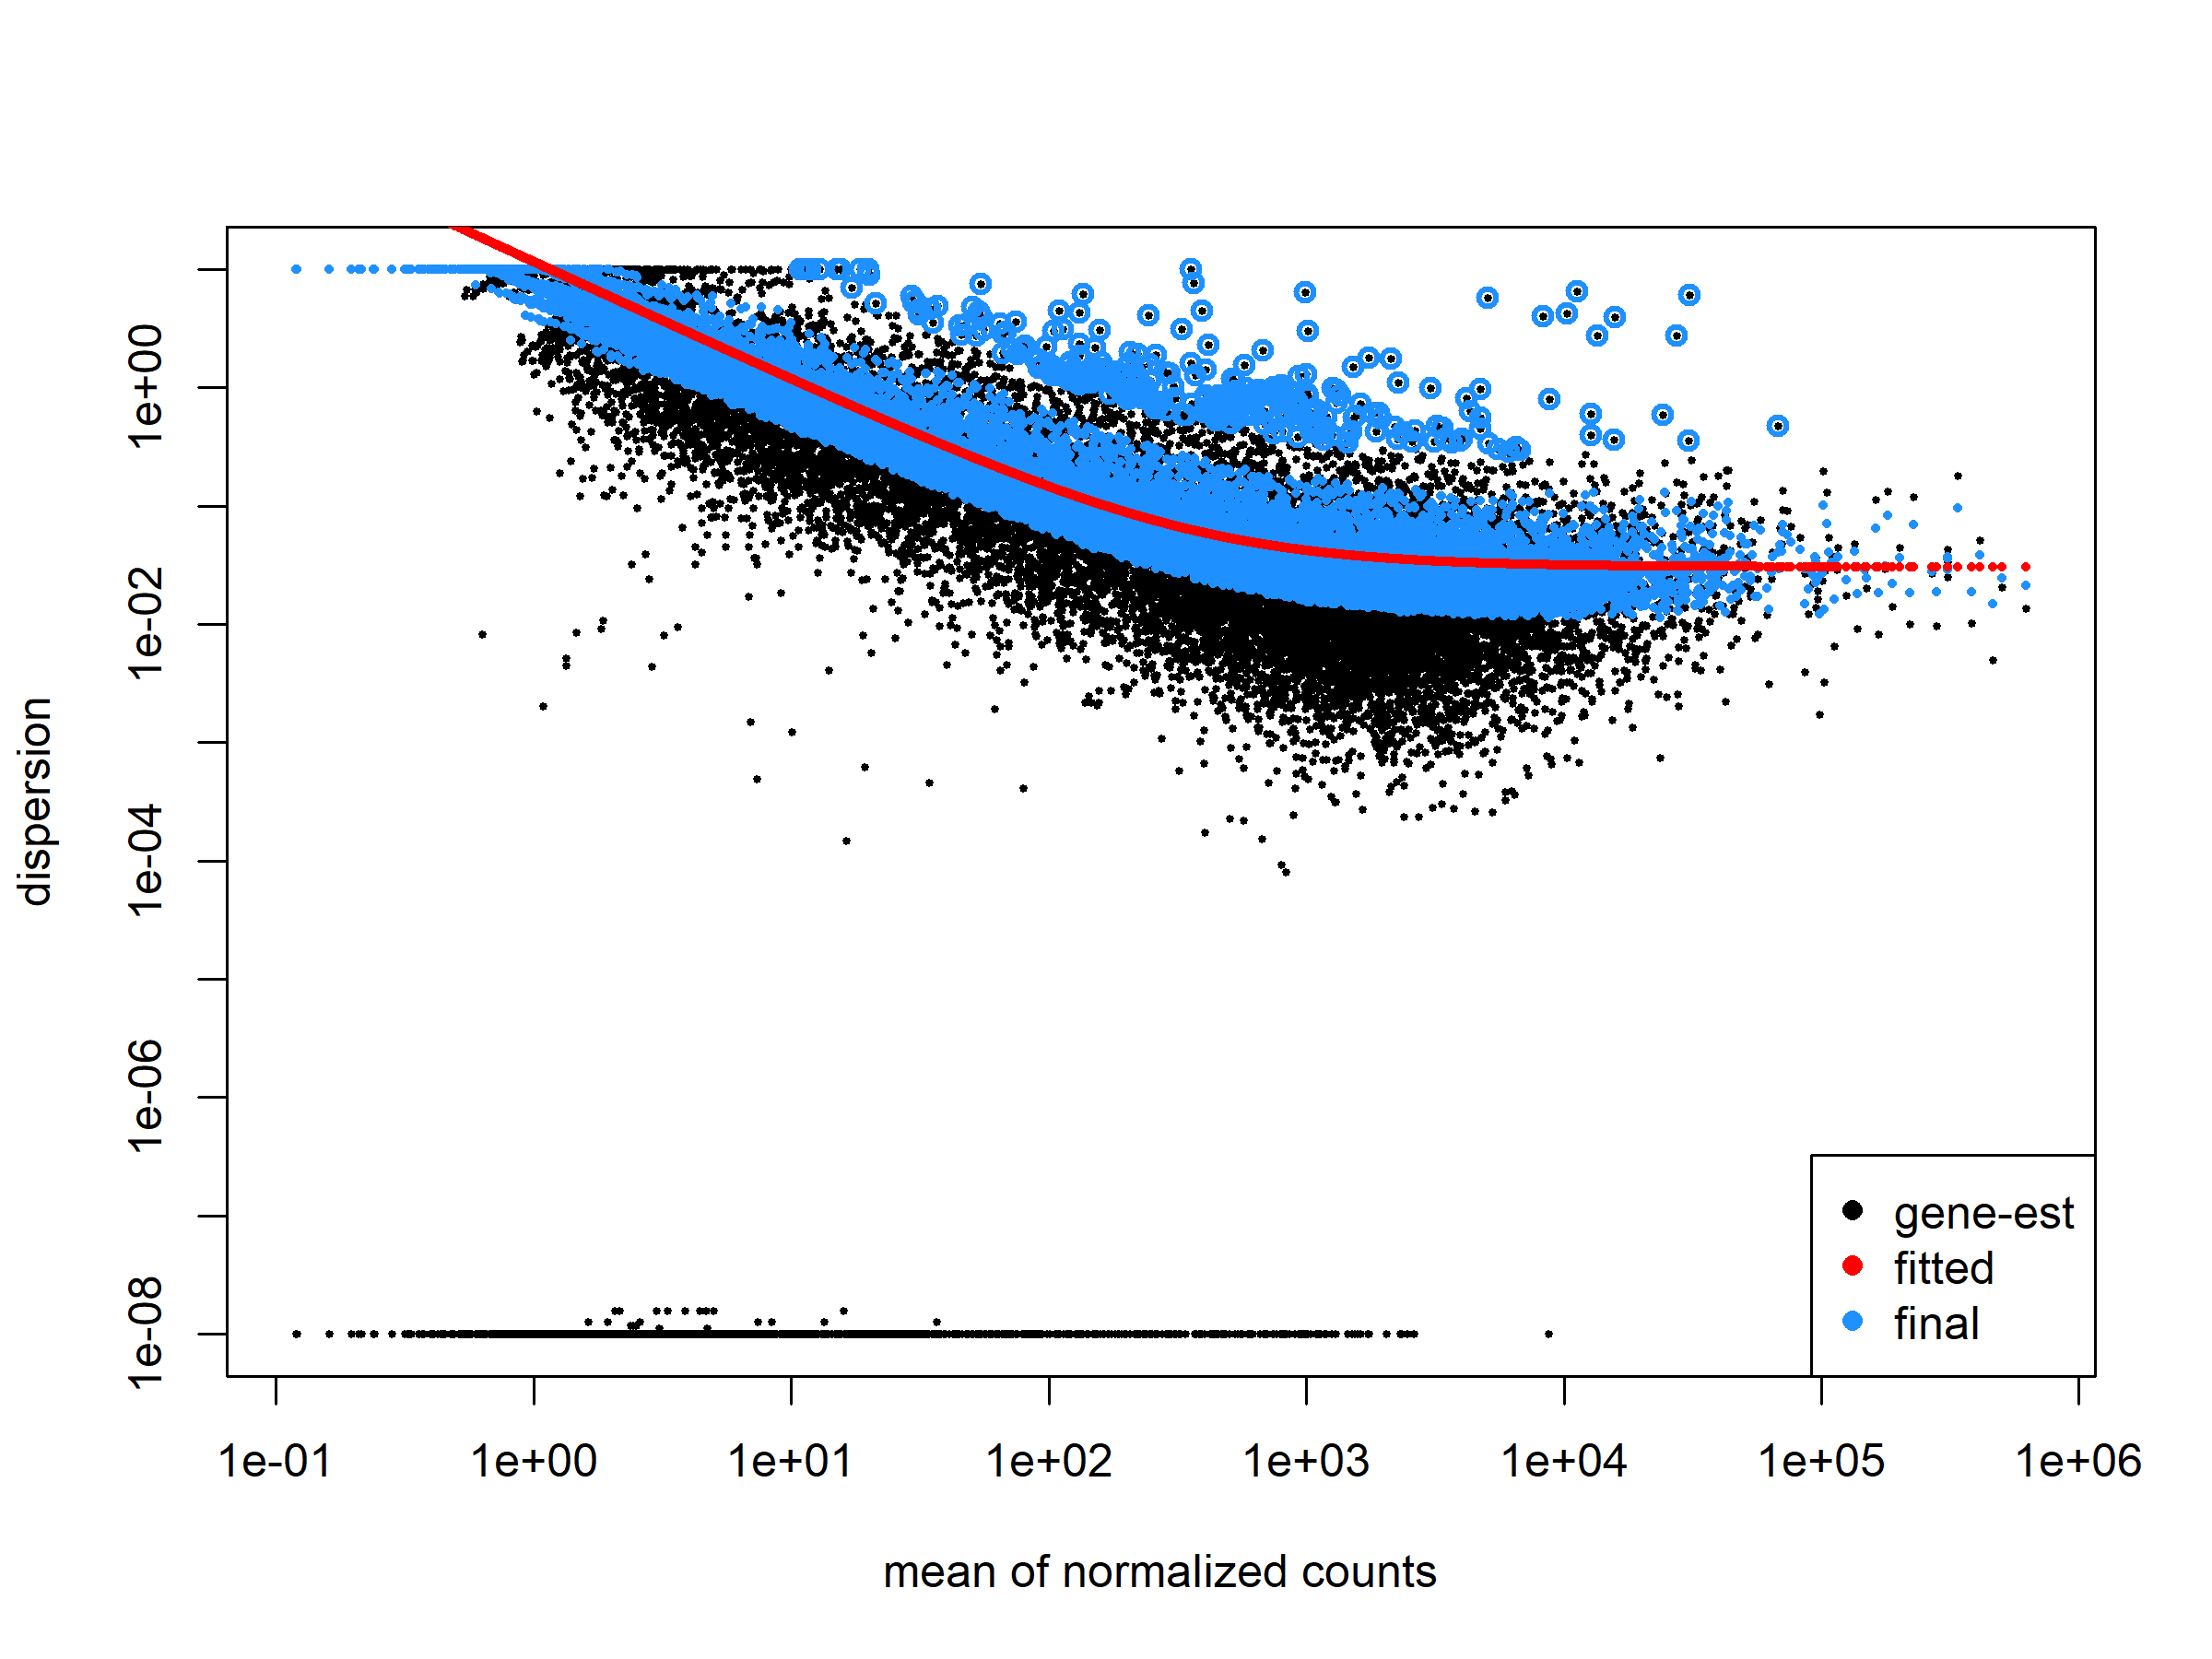 dispersion
1e+00
1e-02
1e-04
1e-06
1e-08
gene-est
fitted
final
1e-01 1e+00 1e+01 1e+02 1e+03 1e+04 1e+05 1e+06
mean of normalized counts